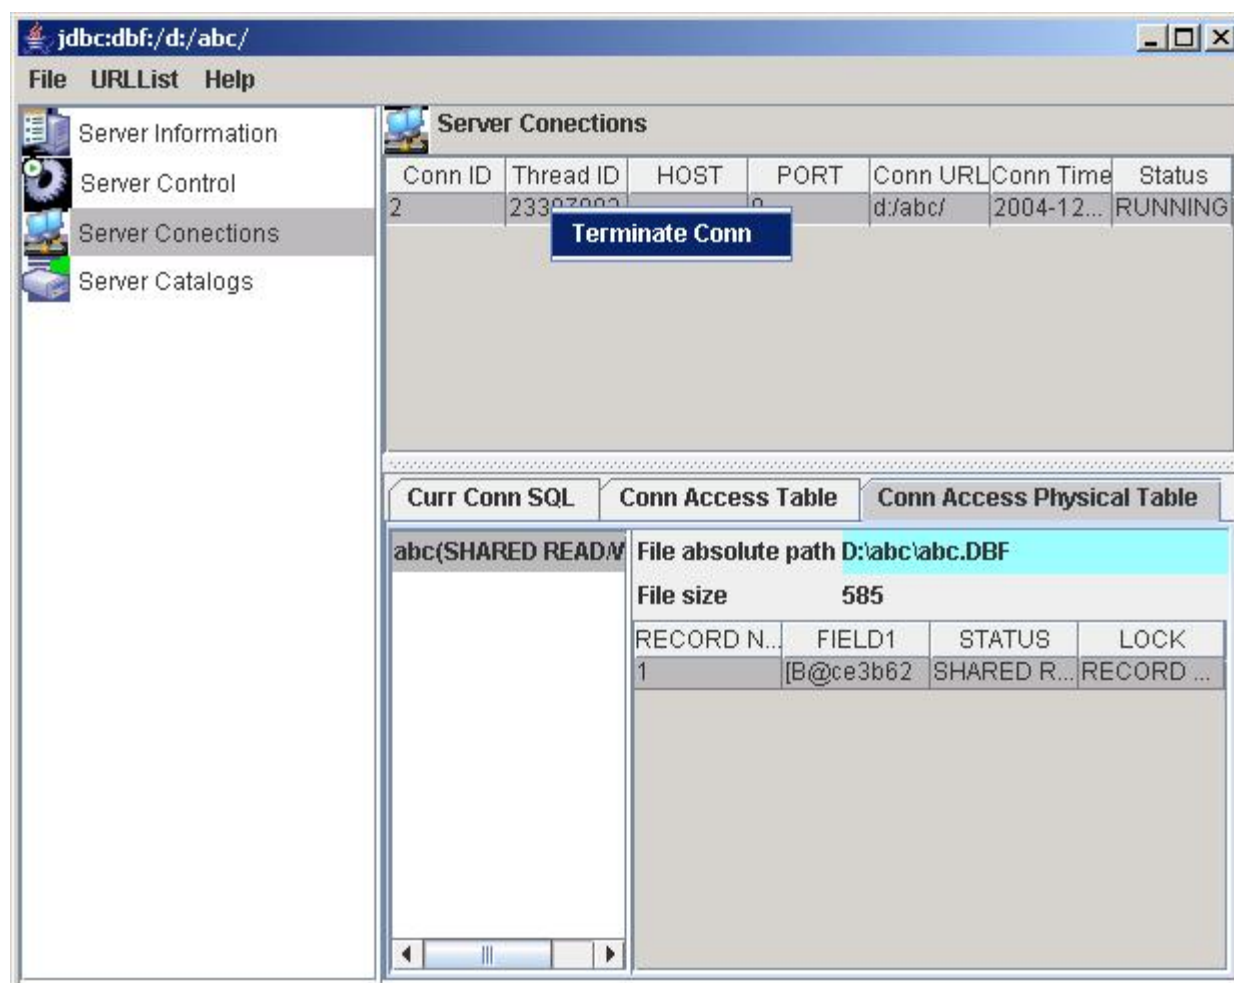 jdbc:dbf:/d:/abc/
File URLList Help
Server Information
Server Control
Server Conections
Server Catalogs
Server Conections
Conn ID Thread ID HOST PORT Conn URL Conn Time Status
2 d:/abc/ 2004-12... RUNNING
Terminate Conn
Curr Conn SQL Conn Access Table Conn Access Physical Table
abc(SHARED READ/W File absolute path D:\abc\abc.DBF
File size 585
RECORD N... FIELD1 STATUS LOCK
1 [B@ce3b62 SHARED R... RECORD ...